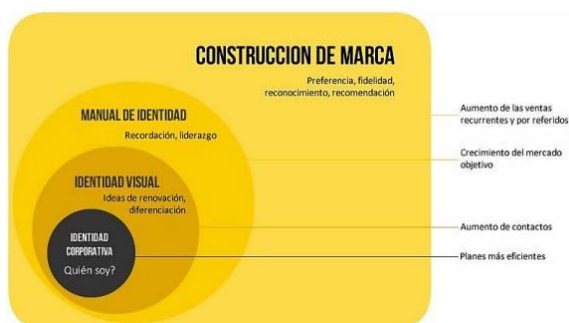 CONSTRUCCION DE MARCA
Preferencia, fidelidad,
reconocimiento, recomendación
MANUAL DE IDENTIDAD
Recordación, liderazgo
IDENTIDAD VISUAL
Ideas de renovación,
diferenciación
IDENTIDAD
CORPORATIVA
Quién soy?
Aumento de las ventas
recurrentes y por referidos
Crecimiento del mercado
objetivo
Aumento de contactos
Planes más eficientes